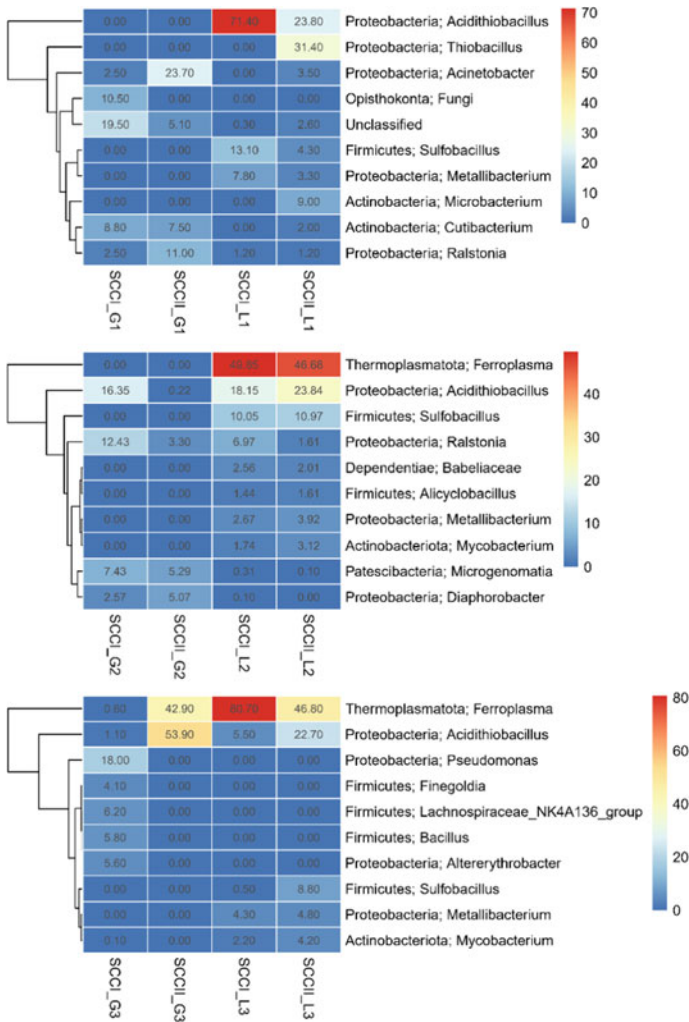 0.00 0.00 71.40 23.80 Proteobacteria; Acidithiobacillus
0.00 0.00 0.00 31.40 Proteobacteria; Thiobacillus
2.50 23.70 0.00 3.50 Proteobacteria; Acinetobacter
10.50 0.00 0.00 0.00 Opisthokonta; Fungi
19.50 5.10 0.30 2.60 Unclassified
0.00 0.00 13.10 4.30 Firmicutes; Sulfobacillus
0.00 0.00 7.80 3.30 Proteobacteria; Metallibacterium
0.00 0.00 0.00 9.00 Actinobacteria; Microbacterium
8.80 7.50 0.00 2.00 Actinobacteria; Cutibacterium
2.50 11.00 1.20 1.20 Proteobacteria; Ralstonia
SCCI_G1 SCCII_G1 SCCI_L1 SCCII_L1
70
60
50
40
30
20
10
0
0.00 0.00 46.68 Thermoplasmatota; Ferroplasma
16.35 0.22 18.15 23.84 Proteobacteria; Acidithiobacillus
0.00 0.00 10.05 10.97 Firmicutes; Sulfobacillus
12.43 3.30 6.97 1.61 Proteobacteria; Ralstonia
0.00 0.00 2.56 2.01 Dependentiae; Babeliaceae
0.00 0.00 1.44 1.61 Firmicutes; Alicyclobacillus
0.00 0.00 2.67 3.92 Proteobacteria; Metallibacterium
0.00 0.00 1.74 3.12 Actinobacteriota; Mycobacterium
7.43 5.29 0.31 0.10 Patescibacteria; Microgenomatia
2.57 5.07 0.10 0.00 Proteobacteria; Diaphorobacter
SCCI_G2 SCCII_G2 SCCI_L2 SCCII_L2
40
30
20
10
0
42.90 80.70 46.80 Thermoplasmatota; Ferroplasma
1.10 53.90 5.50 22.70 Proteobacteria; Acidithiobacillus
18.00 0.00 0.00 0.00 Proteobacteria; Pseudomonas
4.10 0.00 0.00 0.00 Firmicutes; Finegoldia
6.20 0.00 0.00 0.00 Firmicutes; Lachnospiraceae_NK4A136_group
5.80 0.00 0.00 0.00 Firmicutes; Bacillus
5.60 0.00 0.00 0.00 Proteobacteria; Altererythrobacter
0.00 0.00 0.50 8.80 Firmicutes; Sulfobacillus
0.00 0.00 4.30 4.80 Proteobacteria; Metallibacterium
0.10 0.00 2.20 4.20 Actinobacteriota; Mycobacterium
SCCI_G3 SCCII_G3 SCCI_L3 SCCII_L3
80
60
40
20
0